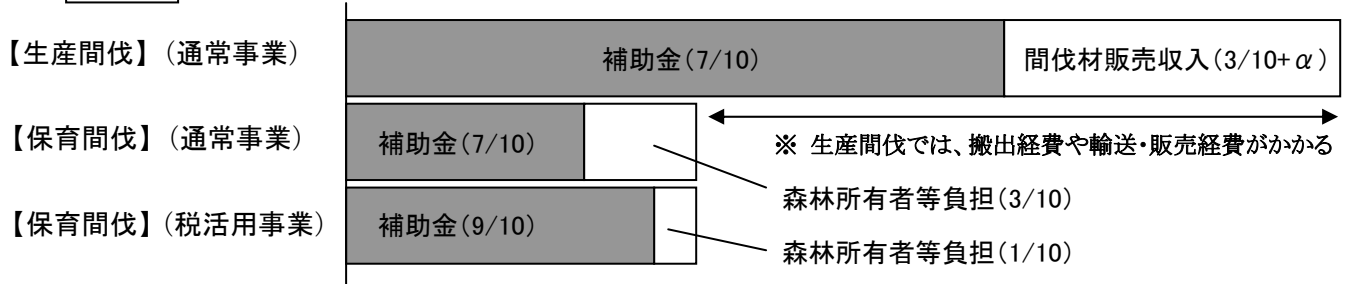 【生産間伐】（通常事業）
補助金（7/10）
間伐材販売収入（3/10+α）
【保育間伐】（通常事業）
補助金（7/10）
※ 生産間伐では、搬出経費や輸送・販売経費がかかる
森林所有者等負担（3/10）
【保育間伐】（税活用事業）
補助金（9/10）
森林所有者等負担（1/10）